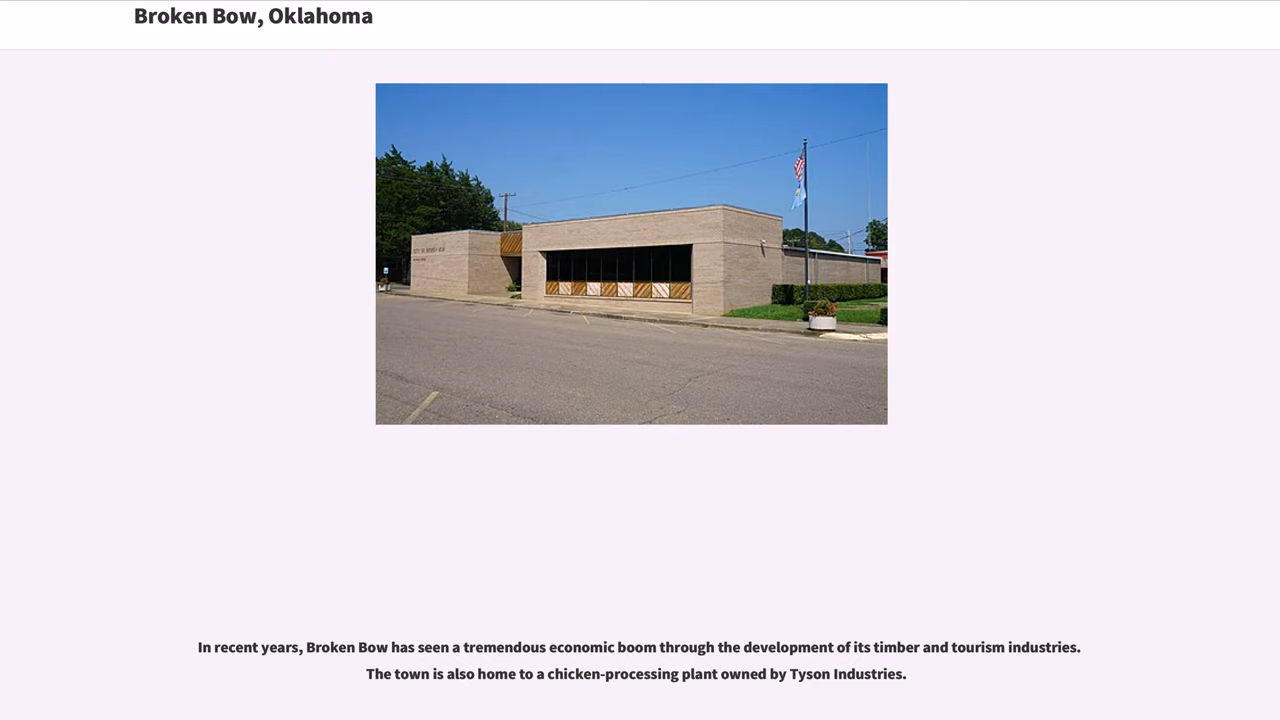 Broken Bow, Oklahoma
In recent years, Broken Bow has seen a tremendous economic boom through the development of its timber and tourism industries.
The town is also home to a chicken-processing plant owned by Tyson Industries.